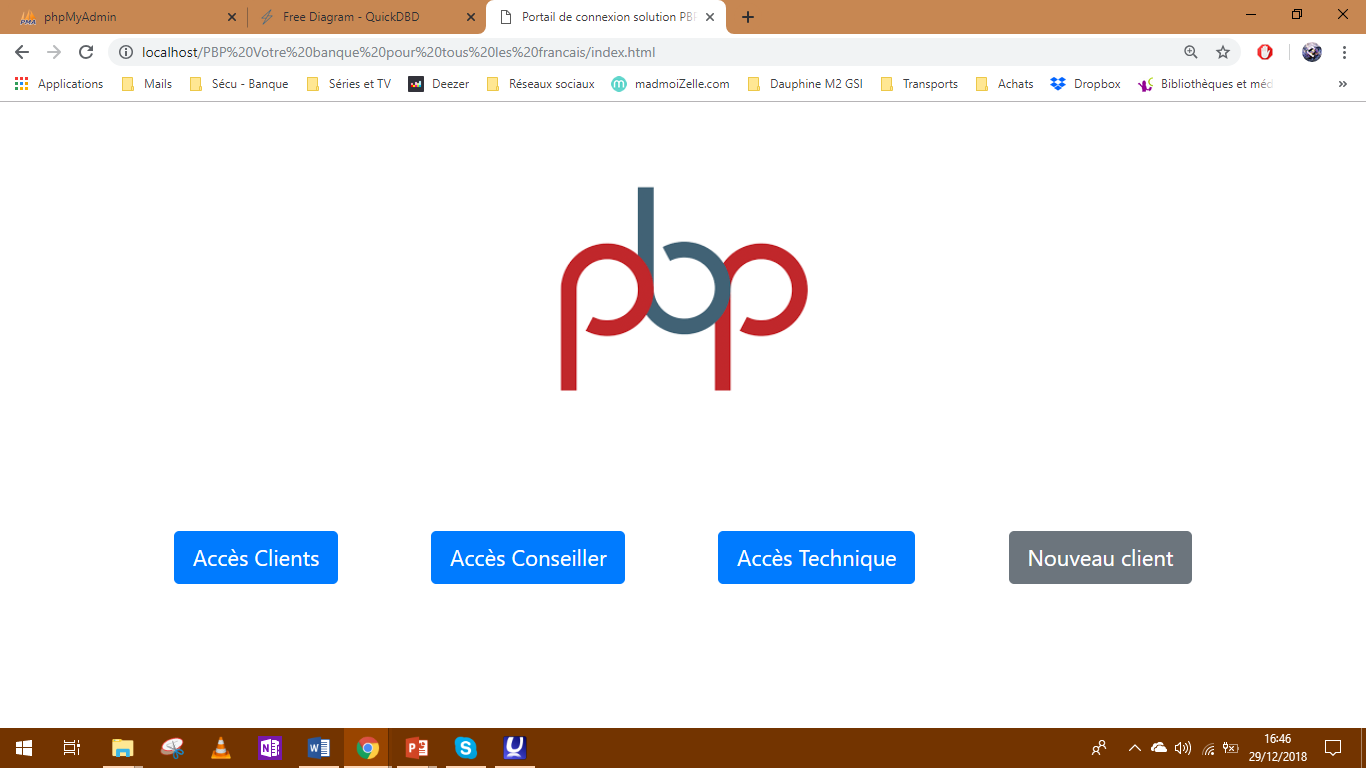 phpMyAdmin
Free Diagram - QuickDBD
Portail de connexion solution PBP
localhost/PBP%20Votre%20banque%20pour%20tous%20les%20francais/index.html
Applications
Mails
Sécu - Banque
Séries et TV
Deezer
Réseaux sociaux
madmoiZelle.com
Dauphine M2 GSI
Transports
Achats
Dropbox
Bibliothèques et méd
pbp
Accès Clients
Accès Conseiller
Accès Technique
Nouveau client
16:46
29/12/2018